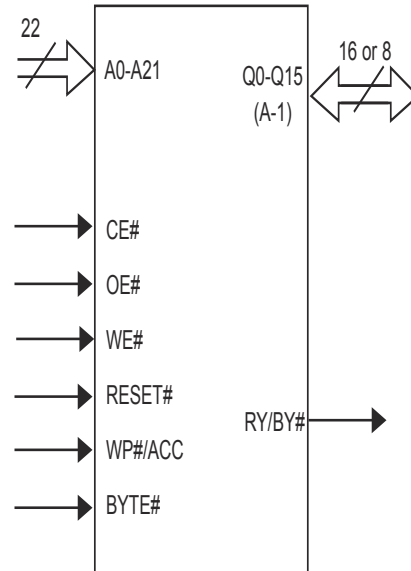 22
A0-A21
Q0-Q15
(A-1)
16 or 8
CE#
OE#
WE#
RESET#
WP#/ACC
BYTE#
RY/BY#